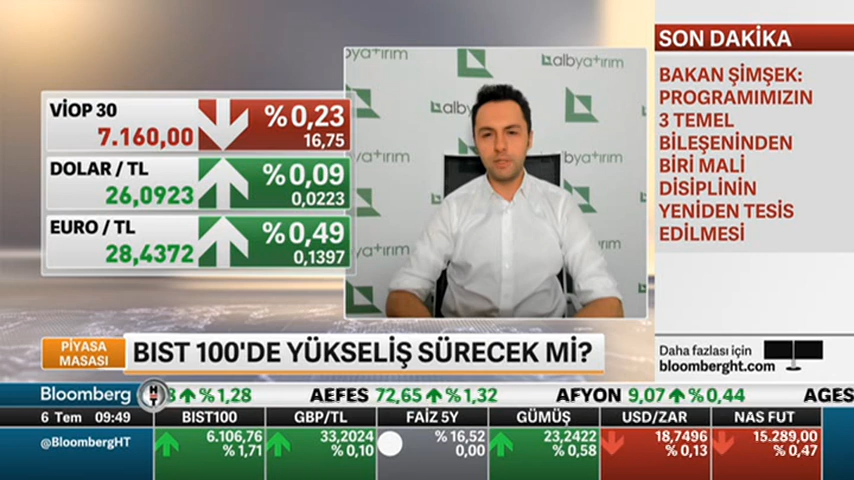 VİOP 30
7.160,00
%0,23
16,75
DOLAR / TL
26,0923
%0,09
0,0223
EURO / TL
28,4372
%0,49
0,1397
albyatırım
albyatırım
SON DAKİKA
BAKAN ŞİMŞEK:
PROGRAMIMIZIN
3 TEMEL
BİLEŞENİNDEN
BİRİ MALİ
DİSİPLİNİN
YENİDEN TESİS
EDİLMESİ
PİYASA
MASASI
BIST 100'DE YÜKSELİŞ SÜRECEK Mİ?
Daha fazlası için
bloomberght.com
Bloomberg HT
8 %1,28 AEFES 72,65 %1,32 AFYON 9,07 %0,44 AGES
6 Tem 09:49
@BloombergHT
BIST100
6.106,76
%1,71
GBP/TL
33,2024
%0,10
FAİZ 5Y
%16,52
0,00
GÜMÜŞ
23,2422
%0,58
USD/ZAR
18,7496
%0,13
NAS FUT
15.289,00
%0,47